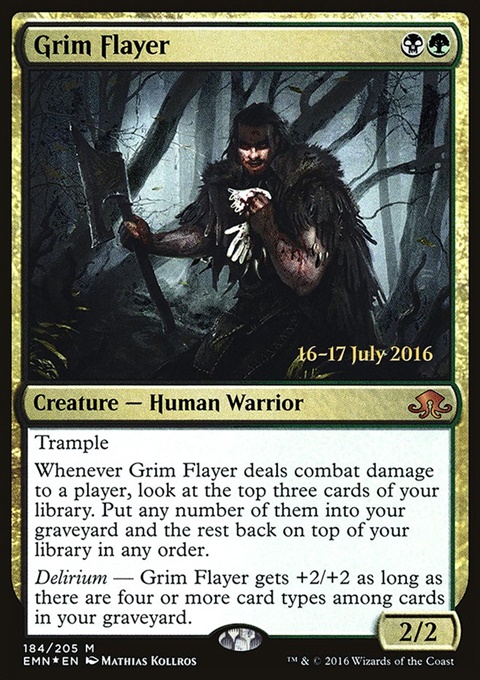 Grim Flayer
16–17 July 2016
Creature — Human Warrior
Trample
Whenever Grim Flayer deals combat damage
to a player, look at the top three cards of your
library. Put any number of them into your
graveyard and the rest back on top of your
library in any order.
Delirium — Grim Flayer gets +2/+2 as long as
there are four or more card types among cards
in your graveyard.
2/2
184/205 M
EMN★EN Mathias Kollros
™ & © 2016 Wizards of the Coast